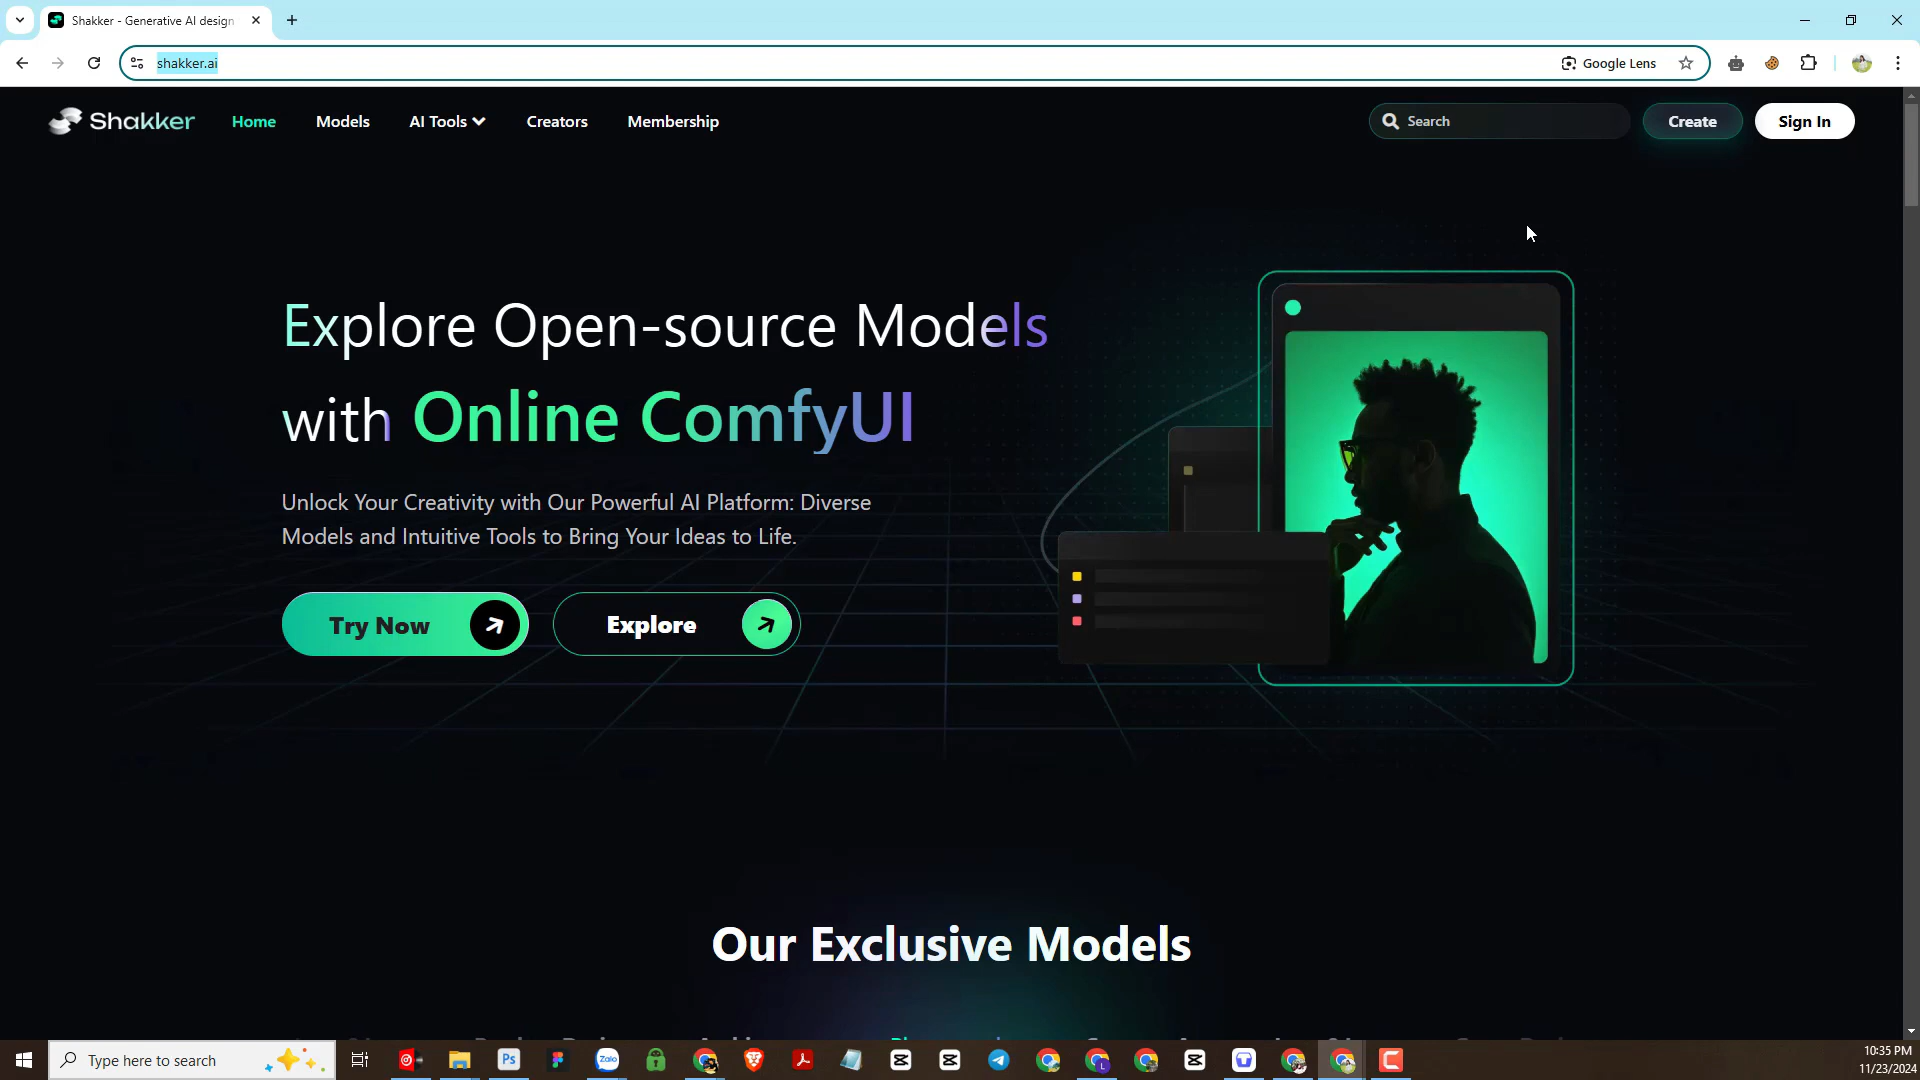 Shakker - Generative AI design
shakker.ai
Google Lens
Shakker
Home
Models
AI Tools
Creators
Membership
Search
Create
Sign In
Explore Open-source Models
with Online ComfyUI
Unlock Your Creativity with Our Powerful AI Platform: Diverse
Models and Intuitive Tools to Bring Your Ideas to Life.
Try Now
Explore
Our Exclusive Models
Type here to search
Ps
Zalo
L
10:35 PM
11/23/2024